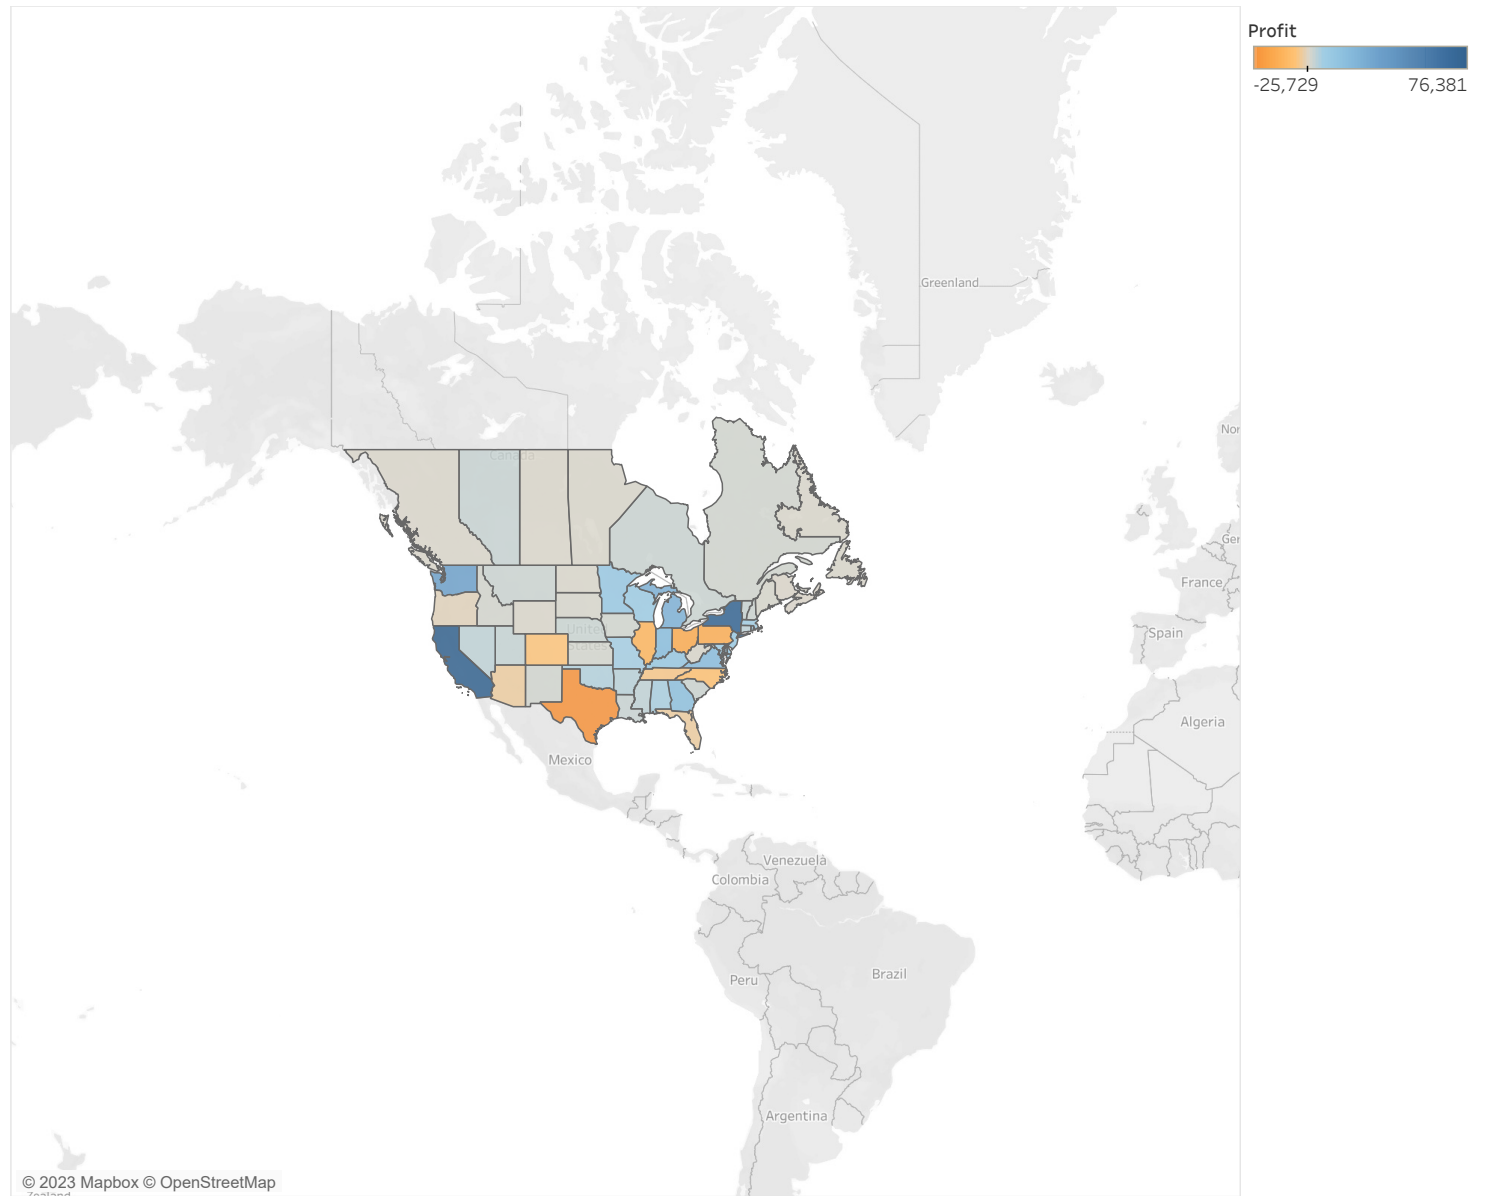 Profit
-25,729 76,381
Greenland
Nor
Canada
Ger
France
United
States
Spain
Algeria
Mexico
Venezuela
Colombia
Brazil
Peru
Argentina
© 2023 Mapbox © OpenStreetMap
Zealand